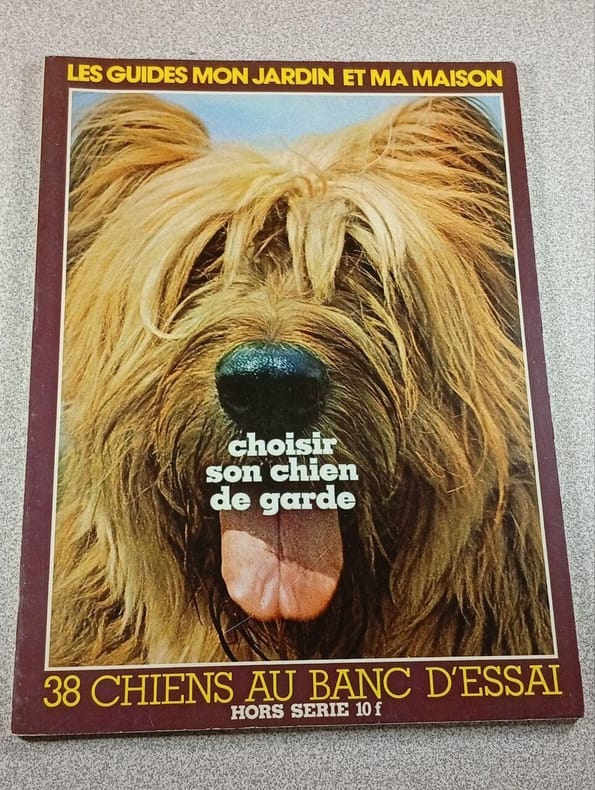 LES GUIDES MON JARDIN ET MA MAISON
choisir
son chien
de garde
38 CHIENS AU BANC D'ESSAI
HORS SERIE 10 f